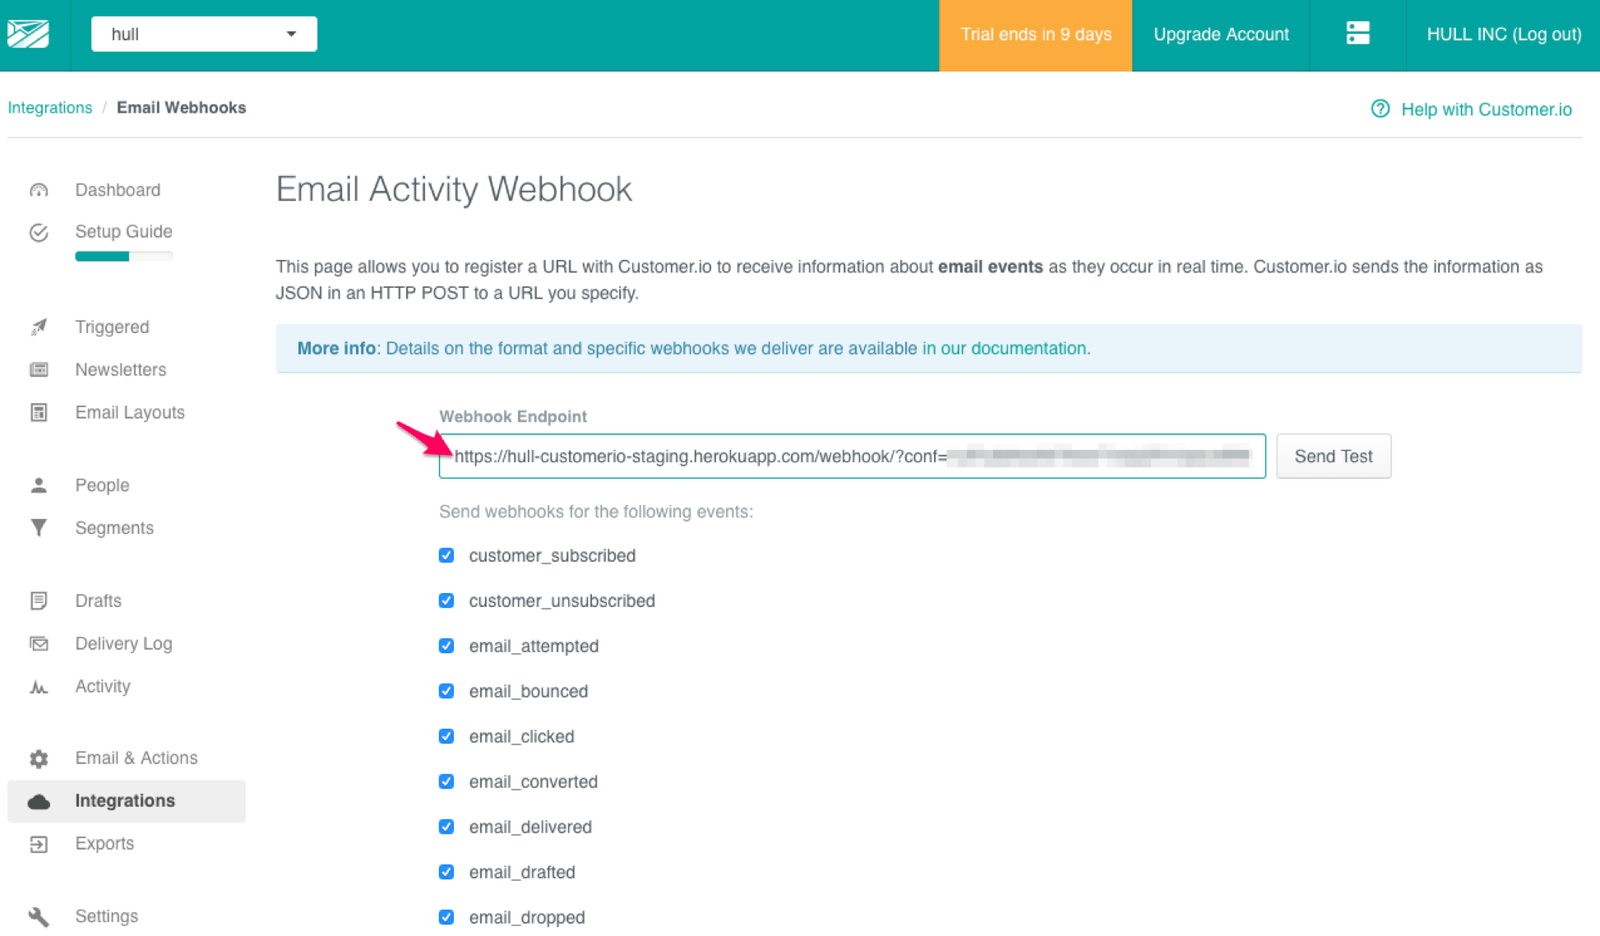 hull
Trial ends in 9 days
Upgrade Account
HULL INC (Log out)
Integrations / Email Webhooks
Help with Customer.io
Dashboard
Setup Guide
Triggered
Newsletters
Email Layouts
People
Segments
Drafts
Delivery Log
Activity
Email & Actions
Integrations
Exports
Settings
Email Activity Webhook
This page allows you to register a URL with Customer.io to receive information about email events as they occur in real time. Customer.io sends the information as
JSON in an HTTP POST to a URL you specify.
More info: Details on the format and specific webhooks we deliver are available in our documentation.
Webhook Endpoint
https://hull-customerio-staging.herokuapp.com/webhook/?conf=
Send Test
Send webhooks for the following events:
customer_subscribed
customer_unsubscribed
email_attempted
email_bounced
email_clicked
email_converted
email_delivered
email_drafted
email_dropped